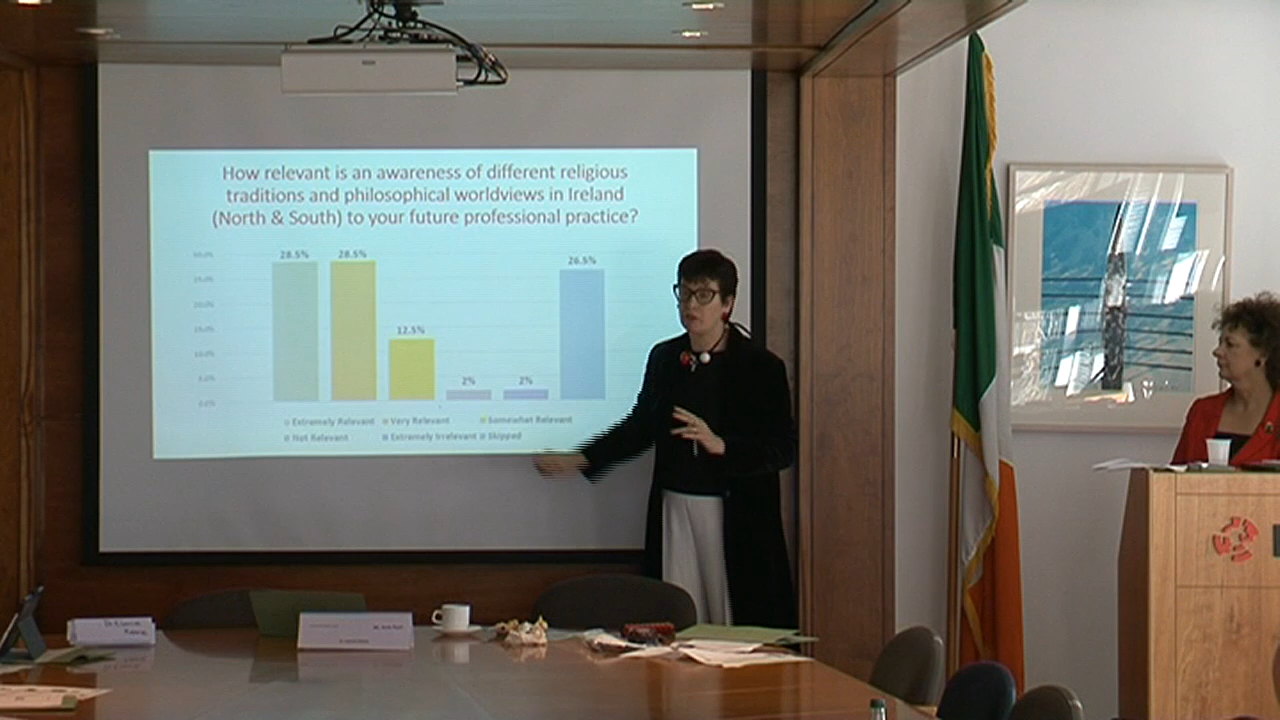 How relevant is an awareness of different religious
traditions and philosophical worldviews in Ireland
(North & South) to your future professional practice?
28.5% 28.5% 26.5%
12.5%
2% 2%
Extremely Relevant Very Relevant Somewhat Relevant
Not Relevant Extremely Irrelevant Skipped